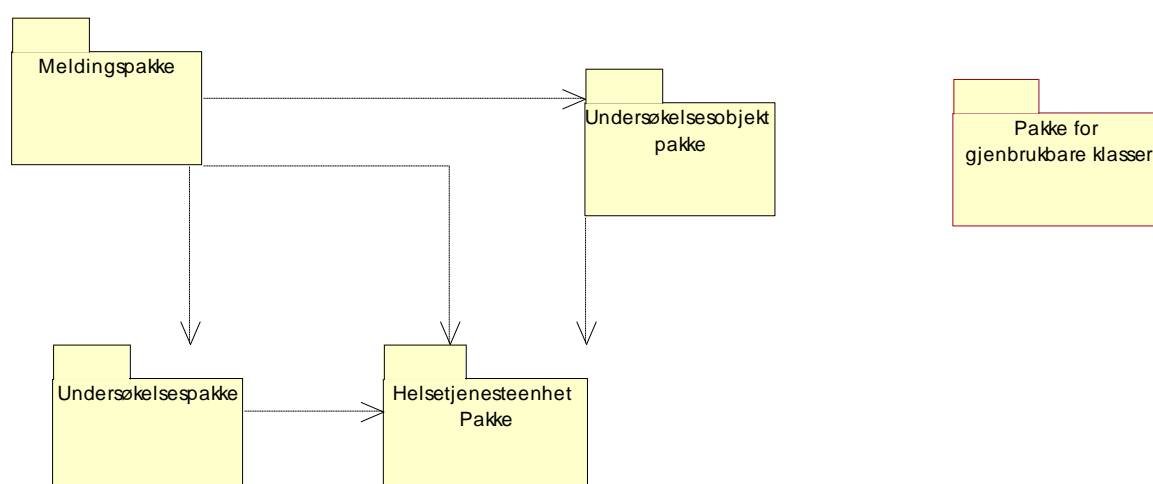 Meldingspakke
Undersøkelsesobjekt
pakke
Pakke for
gjenbrukbare klasser
Undersøkelsespakke
Helsetjenesteenhet
Pakke